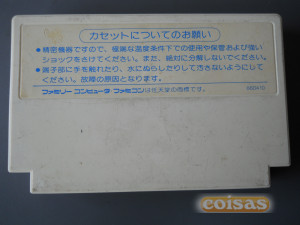 カセットについてのお願い
●精密機器ですので、極端な温度条件下での使用や保管および強い
ショックをさけてください。また、絶対に分解しないでください。
●端子部に手を触れたり、水にぬらしたりして汚さないようにして
ください。故障の原因となります。
ファミリーコンピュータ ファミコンは任天堂の商標です。
coisas